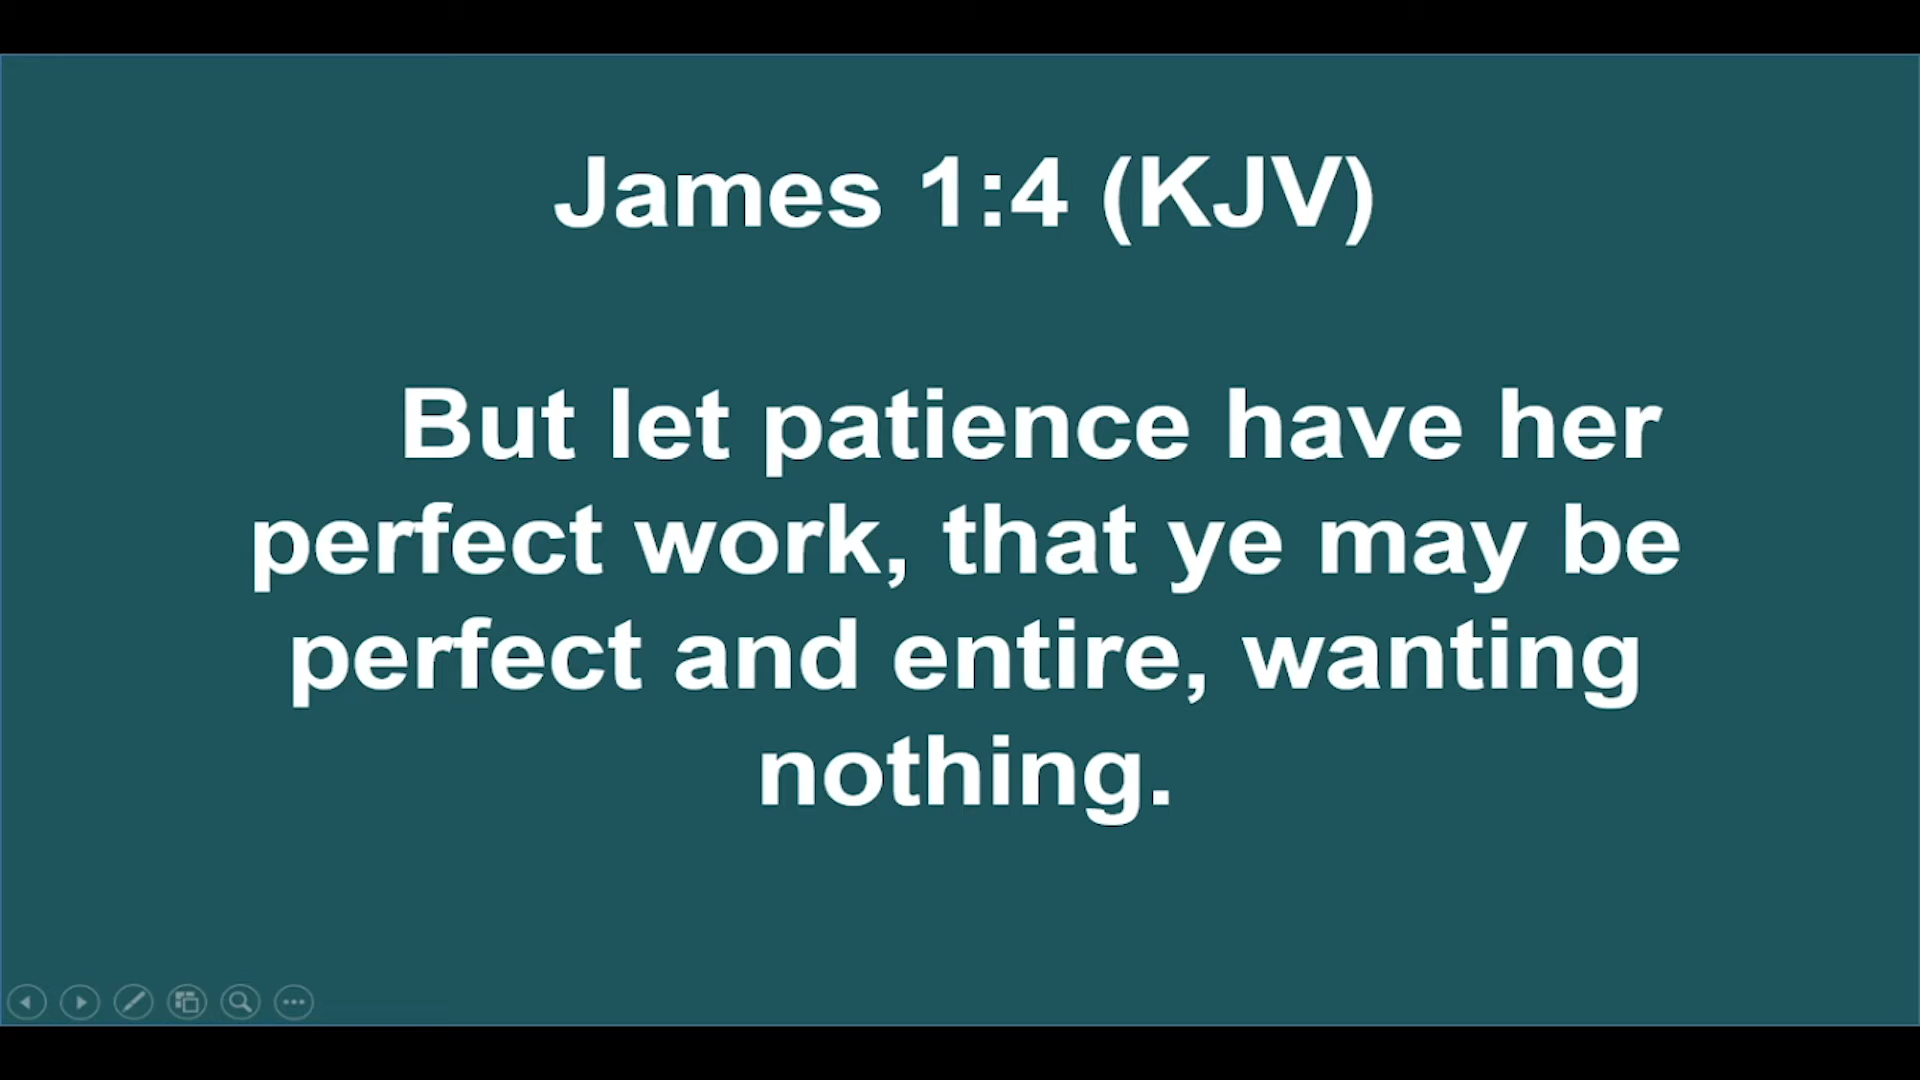 James 1:4 (KJV)
But let patience have her
perfect work, that ye may be
perfect and entire, wanting
nothing.